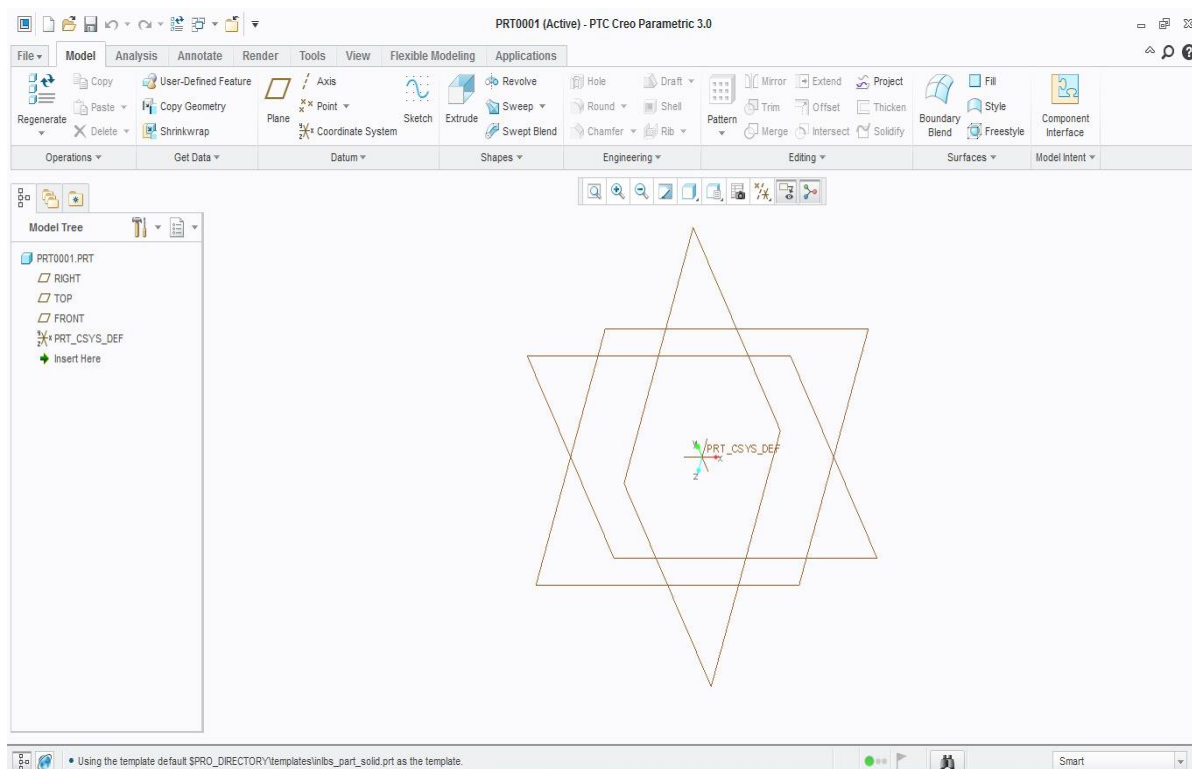 PRT0001 (Active) - PTC Creo Parametric 3.0
File Model Analysis Annotate Render Tools View Flexible Modeling Applications
Regenerate
Copy
Paste
Delete
Operations
User-Defined Feature
Copy Geometry
Shrinkwrap
Get Data
Plane
Axis
Point
Coordinate System
Sketch
Datum
Extrude
Revolve
Sweep
Swept Blend
Shapes
Hole
Draft
Round
Shell
Chamfer
Rib
Engineering
Pattern
Mirror
Extend
Project
Trim
Offset
Thicken
Merge
Intersect
Solidify
Editing
Boundary
Blend
Fill
Style
Freestyle
Surfaces
Component
Interface
Model Intent
Model Tree
PRT0001.PRT
RIGHT
TOP
FRONT
PRT_CSYS_DEF
Insert Here
Y
PRT_CSYS_DEF
X
Z
• Using the template default $PRO_DIRECTORY\templates\inlbs_part_solid.prt as the template.
Smart